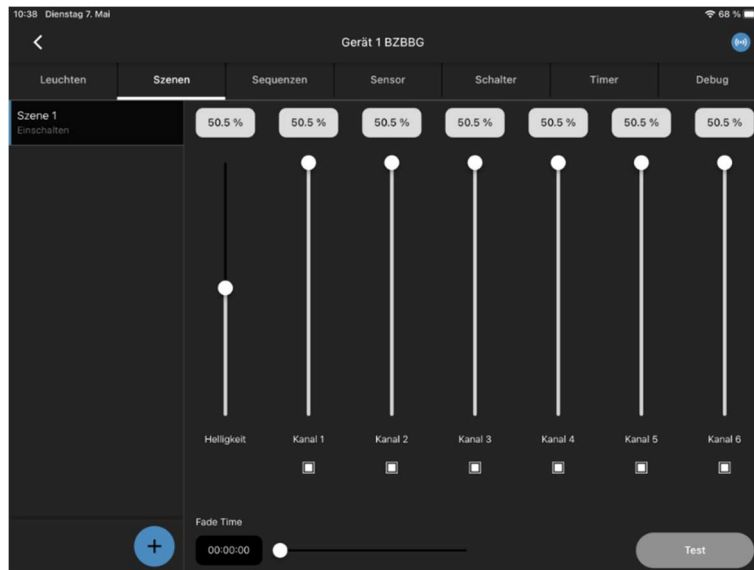 10:38 Dienstag 7. Mai 68 %
Gerät 1 BZBBG
Leuchten Szenen Sequenzen Sensor Schalter Timer Debug
Szene 1
Einschalten
50.5 % 50.5 % 50.5 % 50.5 % 50.5 % 50.5 % 50.5 %
Helligkeit Kanal 1 Kanal 2 Kanal 3 Kanal 4 Kanal 5 Kanal 6
Fade Time
00:00:00
Test